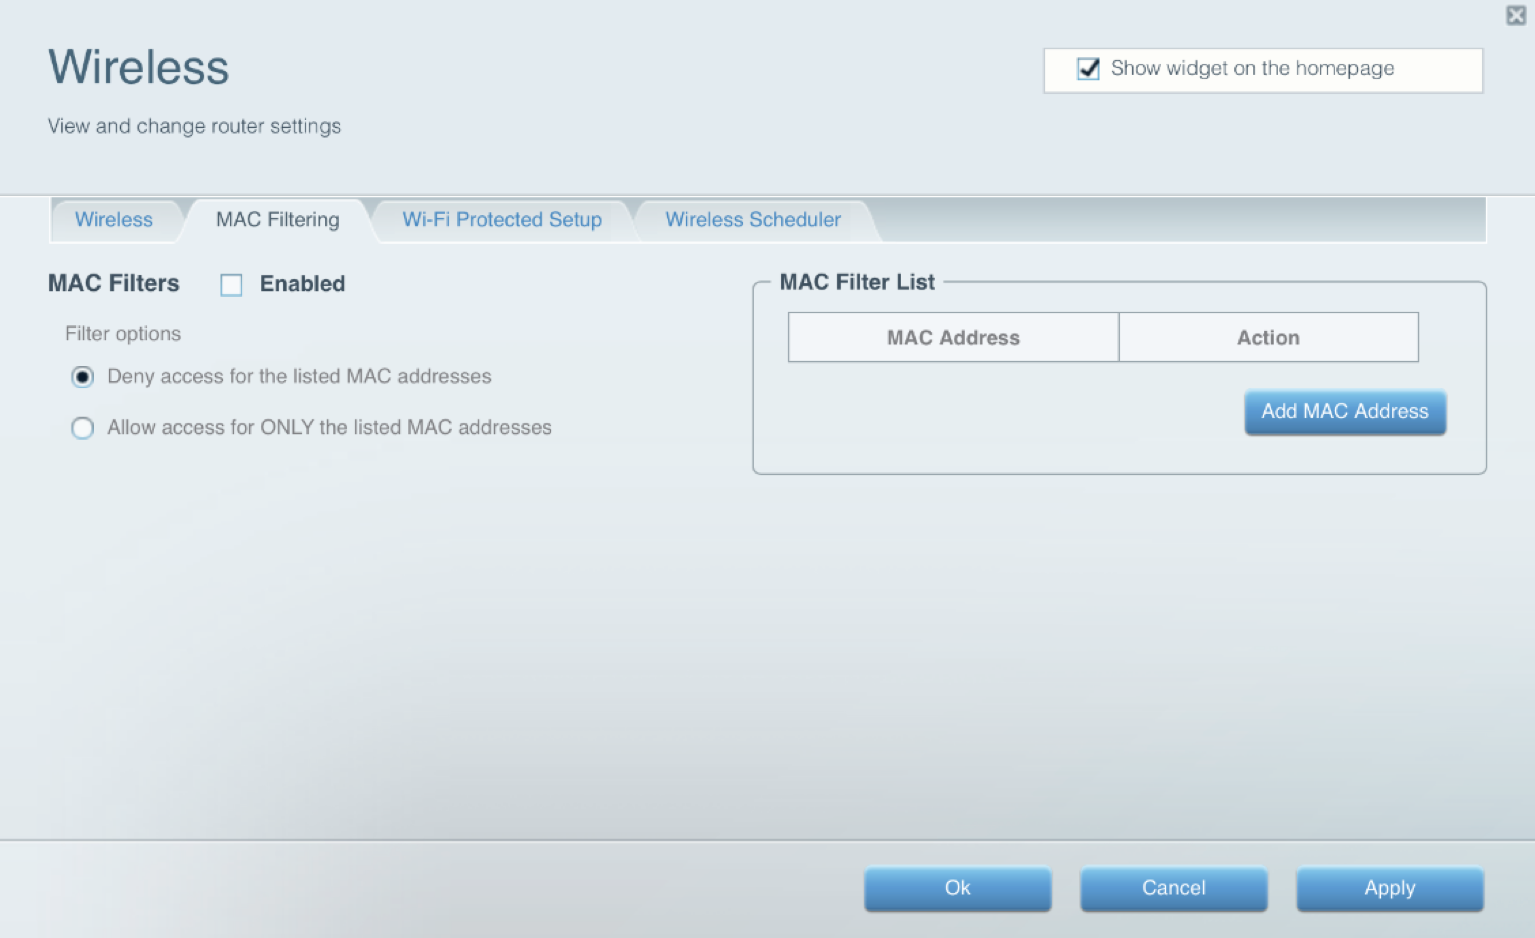 Wireless
Show widget on the homepage
View and change router settings
Wireless
MAC Filtering
Wi-Fi Protected Setup
Wireless Scheduler
MAC Filters
Enabled
Filter options
Deny access for the listed MAC addresses
Allow access for ONLY the listed MAC addresses
MAC Filter List
MAC Address
Action
Add MAC Address
Ok
Cancel
Apply